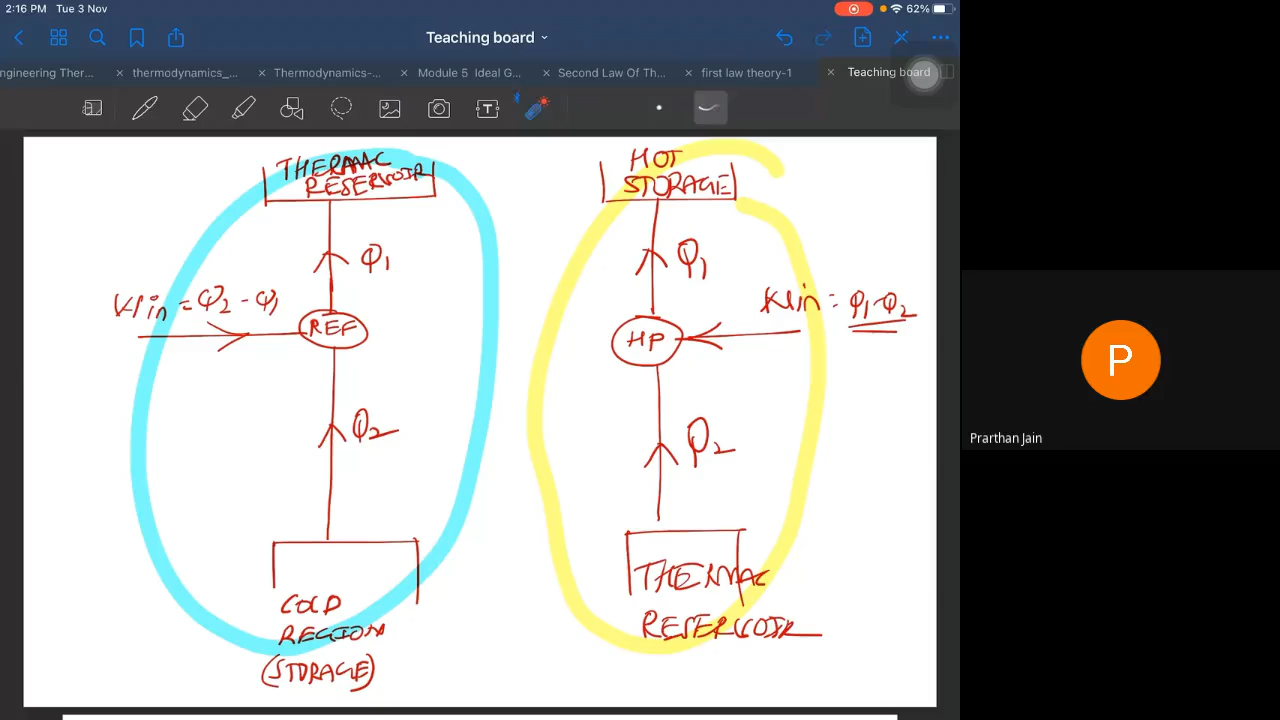 2:16 PM Tue 3 Nov
62%
Teaching board
ngineering Ther...
thermodynamics_...
Thermodynamics-...
Module 5 Ideal G...
Second Law Of Th...
first law theory-1
Teaching board
THERMAL
RESERVOIR
HOT
STORAGE
Q1
Q1
Win = Q2 - Q1
Win = Q1-Q2
REF
HP
Q2
Q2
COLD
REGION
(STORAGE)
THERMAL
RESERVOIR
P
Prarthan Jain